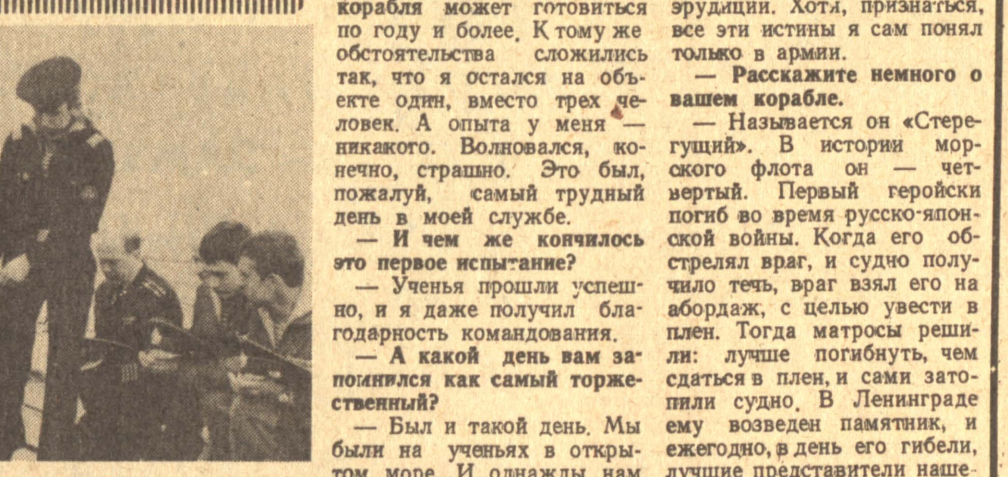 корабля может готовиться
по году и более. К тому же
обстоятельства сложились
так, что я остался на объ-
екте один, вместо трех че-
ловек. А опыта у меня —
никакого. Волновался, ко-
нечно, страшно. Это был,
пожалуй, самый трудный
день в моей службе.
— И чем же кончилось
это первое испытание?
— Ученья прошли успеш-
но, и я даже получил бла-
годарность командования.
— А какой день вам за-
помнился как самый торже-
ственный?
— Был и такой день. Мы
были на ученьях в откры-
том море. И однажды нам
эрудиции. Хотя, признаться,
все эти истины я сам понял
только в армии.
— Расскажите немного о
вашем корабле.
— Называется он «Стере-
гущий». В истории мор-
ского флота он — чет-
вертый. Первый геройски
погиб во время русско-япон-
ской войны. Когда его об-
стрелял враг, и судно полу-
чило течь, враг взял его на
абордаж, с целью увести в
плен. Тогда матросы реши-
ли: лучше погибнуть, чем
сдаться в плен, и сами зато-
пили судно. В Ленинграде
ему возведен памятник, и
ежегодно, в день его гибели,
лучшие представители наше-